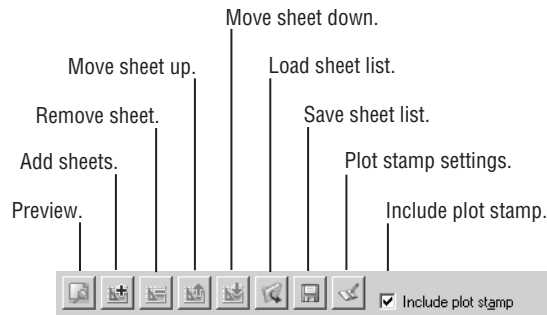 Move sheet down.
Move sheet up.
Load sheet list.
Remove sheet.
Save sheet list.
Add sheets.
Plot stamp settings.
Preview.
Include plot stamp.
Include plot stamp